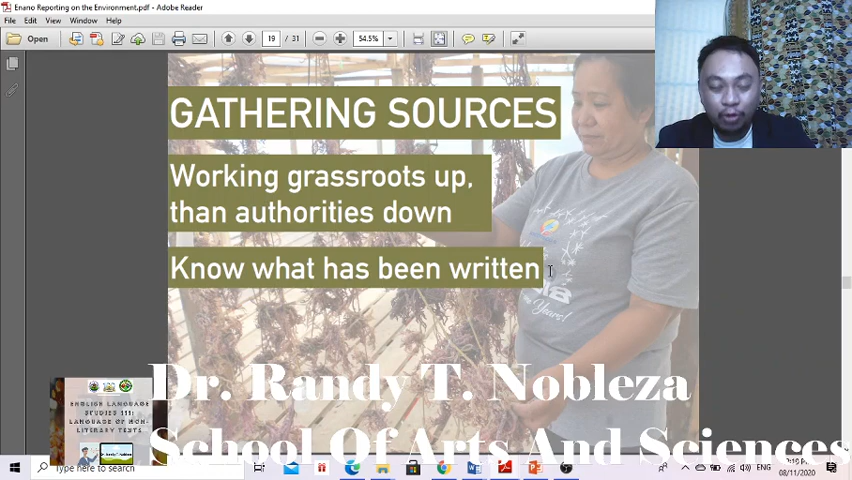 Enano Reporting on the Environment.pdf - Adobe Reader
File Edit View Window Help
Open 19 / 31 54.5%
GATHERING SOURCES
Working grassroots up,
than authorities down
Know what has been written
Years!
Dr. Randy T. Nobleza
School Of Arts And Sciences
ENGLISH LANGUAGE
STUDIES 111:
LANGUAGE OF NON-
LITERARY TEXTS
Type here to search
ENG
08/11/2020